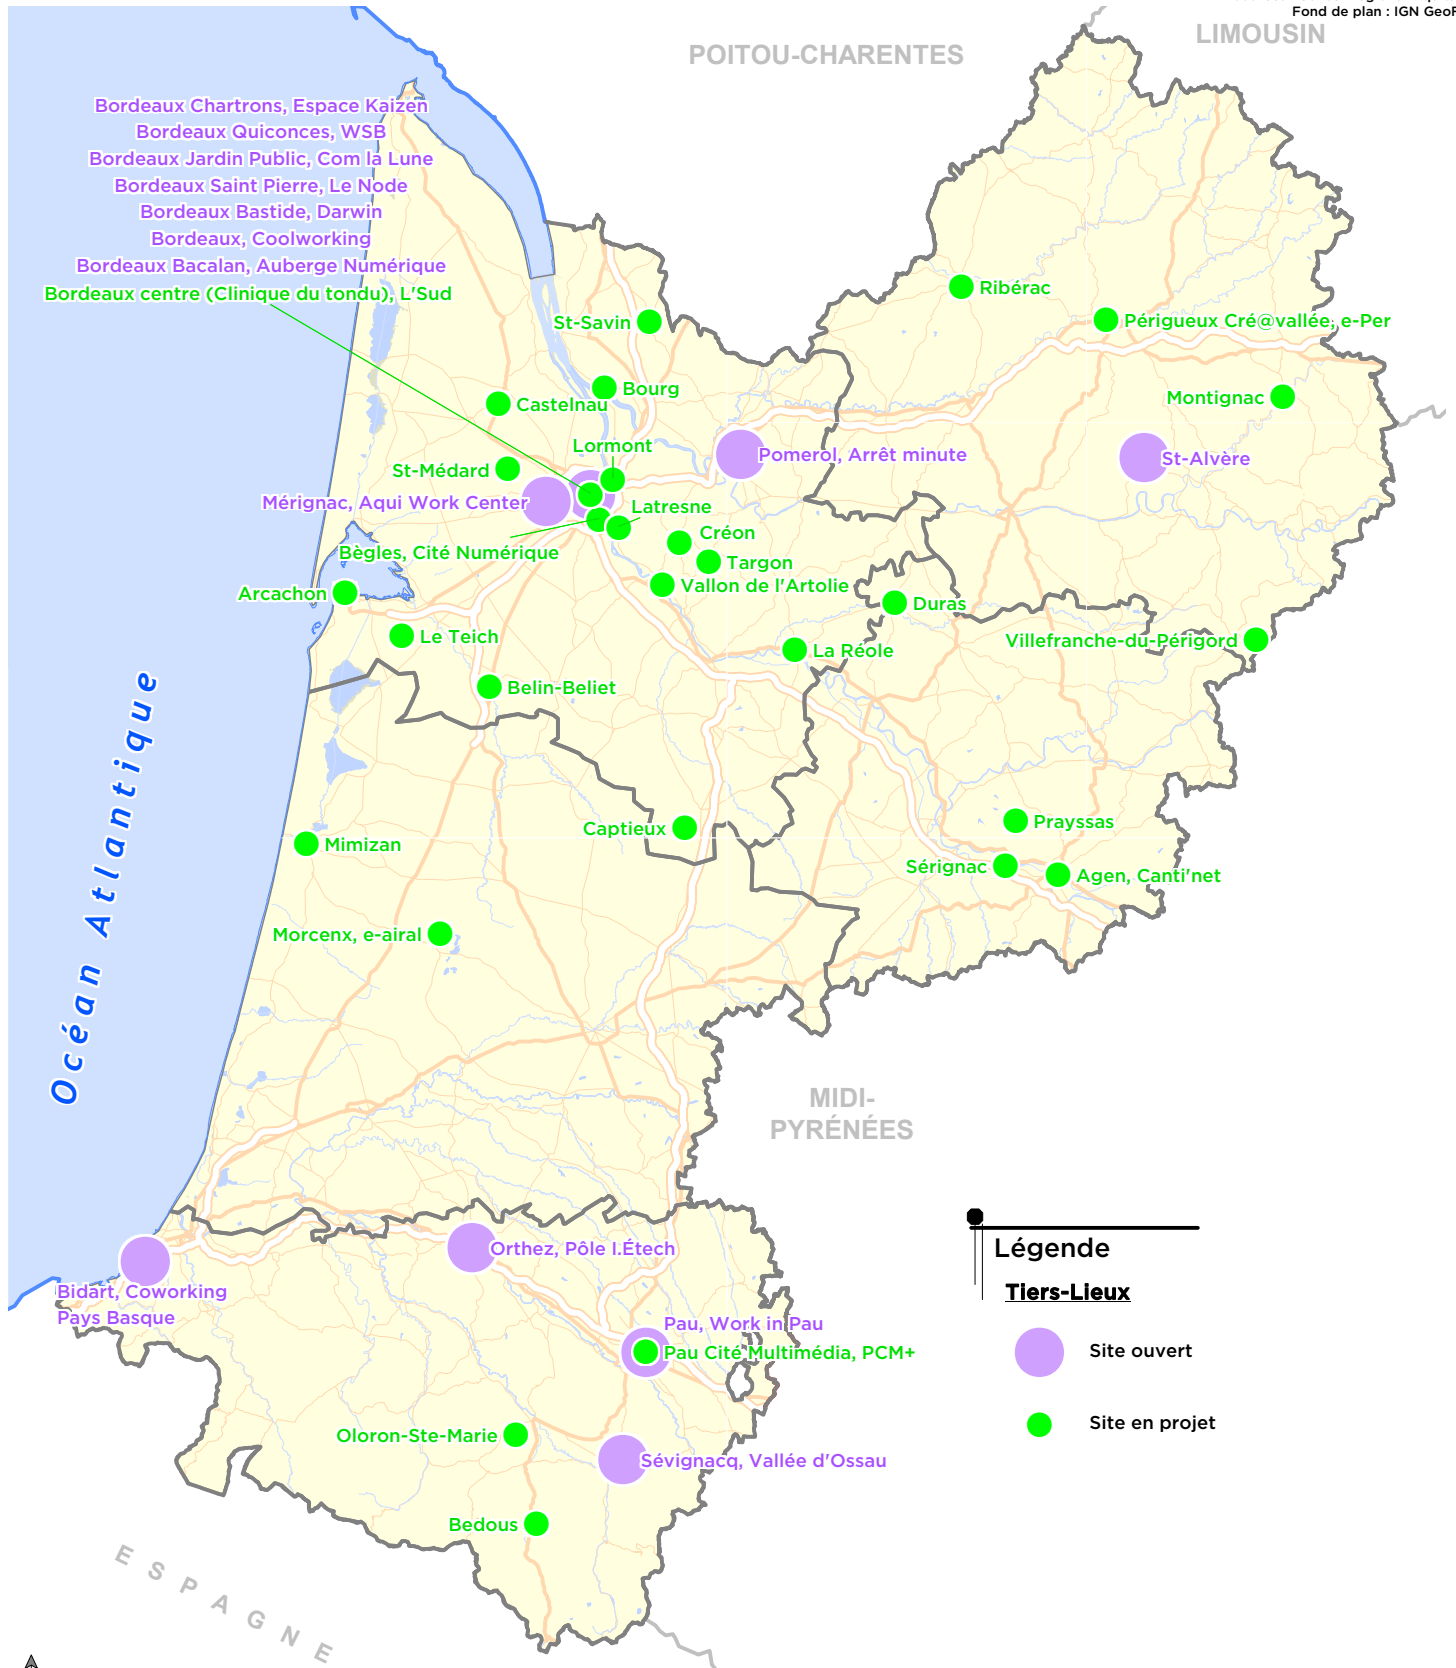 Fond de plan : IGN GeoF
LIMOUSIN
POITOU-CHARENTES
Bordeaux Chartrons, Espace Kaizen
Bordeaux Quiconces, WSB
Bordeaux Jardin Public, Com la Lune
Bordeaux Saint Pierre, Le Node
Bordeaux Bastide, Darwin
Bordeaux, Coolworking
Bordeaux Bacalan, Auberge Numérique
Bordeaux centre (Clinique du tondu), L'Sud
Ribérac
St-Savin
Périgueux Cré@vallée, e-Per
Bourg
Castelnau
Montignac
Lormont
Pomerol, Arrêt minute
St-Alvère
St-Médard
Mérignac, Aqui Work Center
Latresne
Créon
Bègles, Cité Numérique
Targon
Vallon de l'Artolie
Arcachon
Duras
Le Teich
Villefranche-du-Périgord
La Réole
Belin-Beliet
Océan Atlantique
Prayssas
Captieux
Mimizan
Sérignac
Agen, Canti'net
Morcenx, e-airal
MIDI-
PYRÉNÉES
Orthez, Pôle I.Étech
Légende
Bidart, Coworking
Pays Basque
Tiers-Lieux
Pau, Work in Pau
Pau Cité Multimédia, PCM+
Site ouvert
Site en projet
Oloron-Ste-Marie
Sévignacq, Vallée d'Ossau
Bedous
ESPAGNE